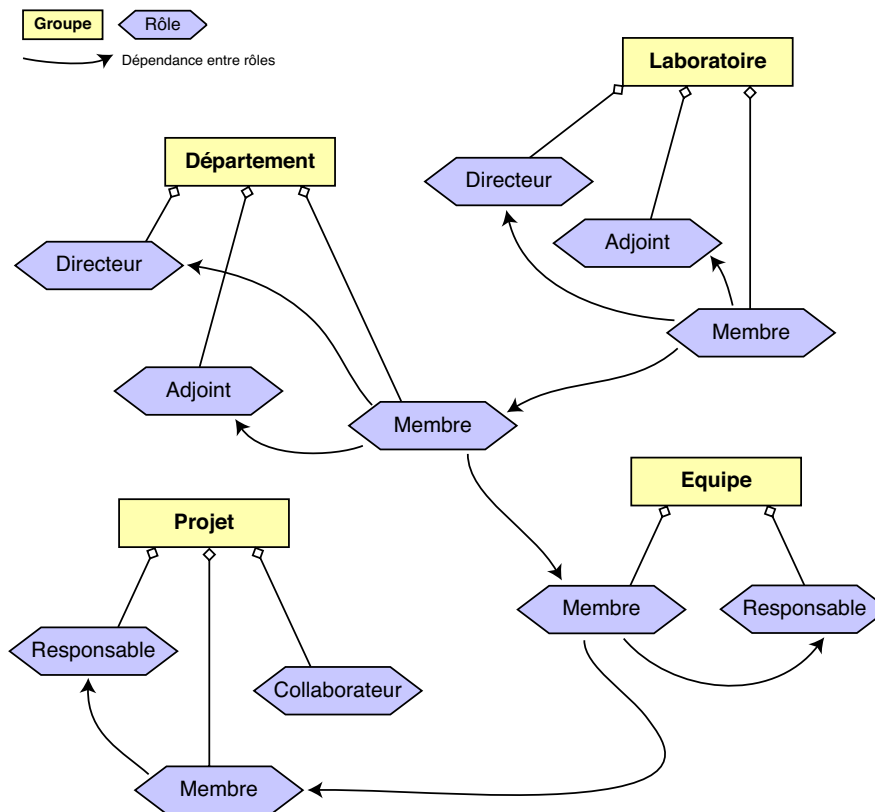 Groupe
Rôle
Dépendance entre rôles
Laboratoire
Directeur
Adjoint
Membre
Département
Directeur
Adjoint
Membre
Equipe
Membre
Responsable
Projet
Responsable
Collaborateur
Membre